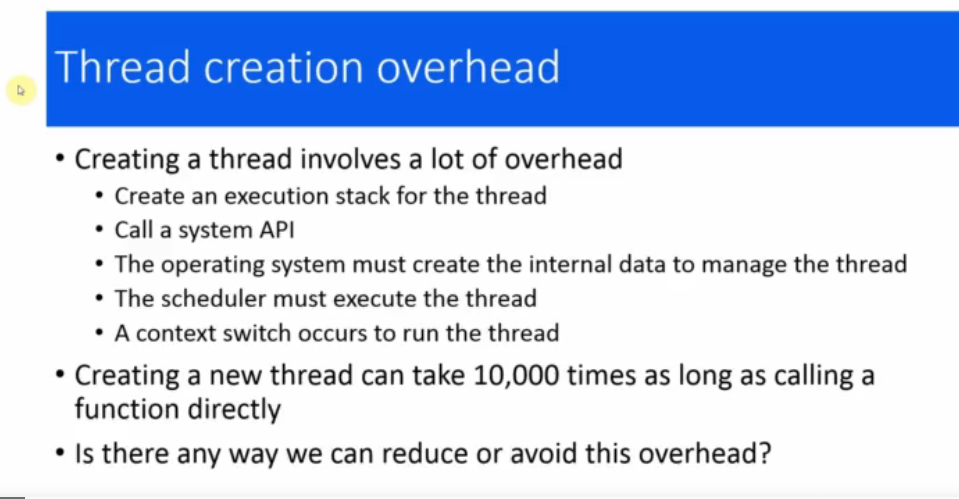 Thread creation overhead
• Creating a thread involves a lot of overhead
• Create an execution stack for the thread
• Call a system API
• The operating system must create the internal data to manage the thread
• The scheduler must execute the thread
• A context switch occurs to run the thread
• Creating a new thread can take 10,000 times as long as calling a
function directly
• Is there any way we can reduce or avoid this overhead?